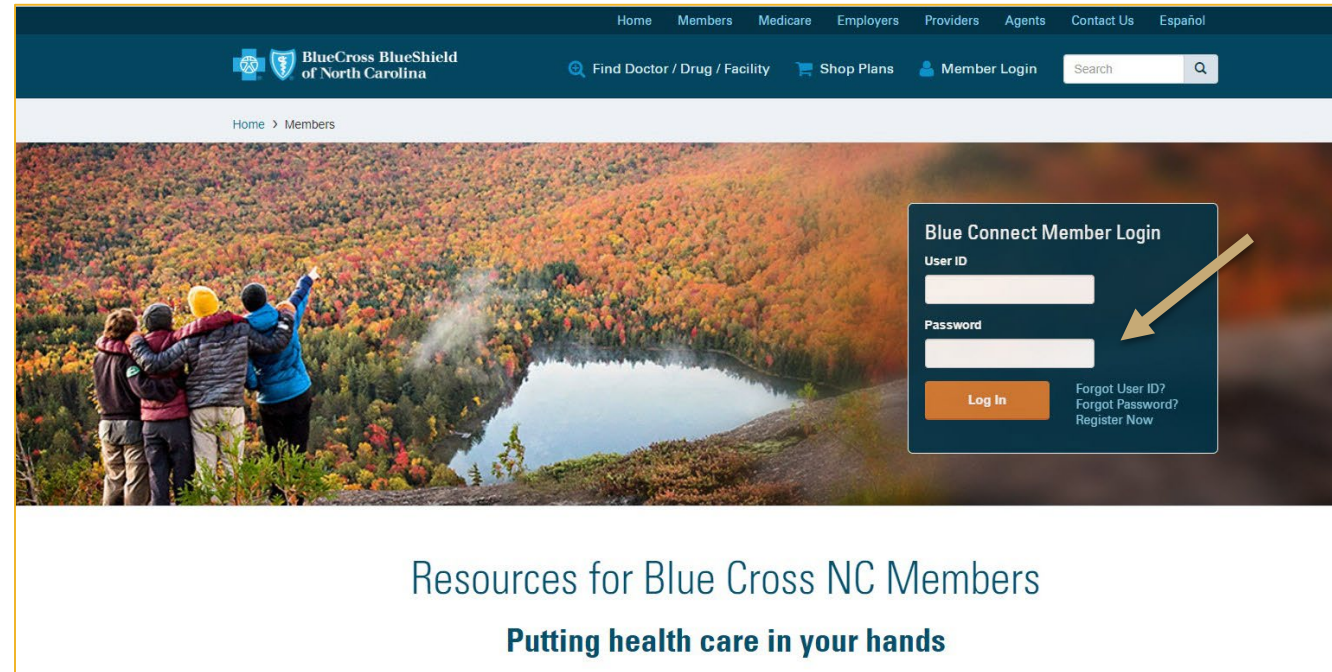 Home Members Medicare Employers Providers Agents Contact Us Español
BlueCross BlueShield
of North Carolina
Find Doctor / Drug / Facility Shop Plans Member Login Search
Home > Members
Blue Connect Member Login
User ID
Password
Log In
Forgot User ID?
Forgot Password?
Register Now
Resources for Blue Cross NC Members
Putting health care in your hands